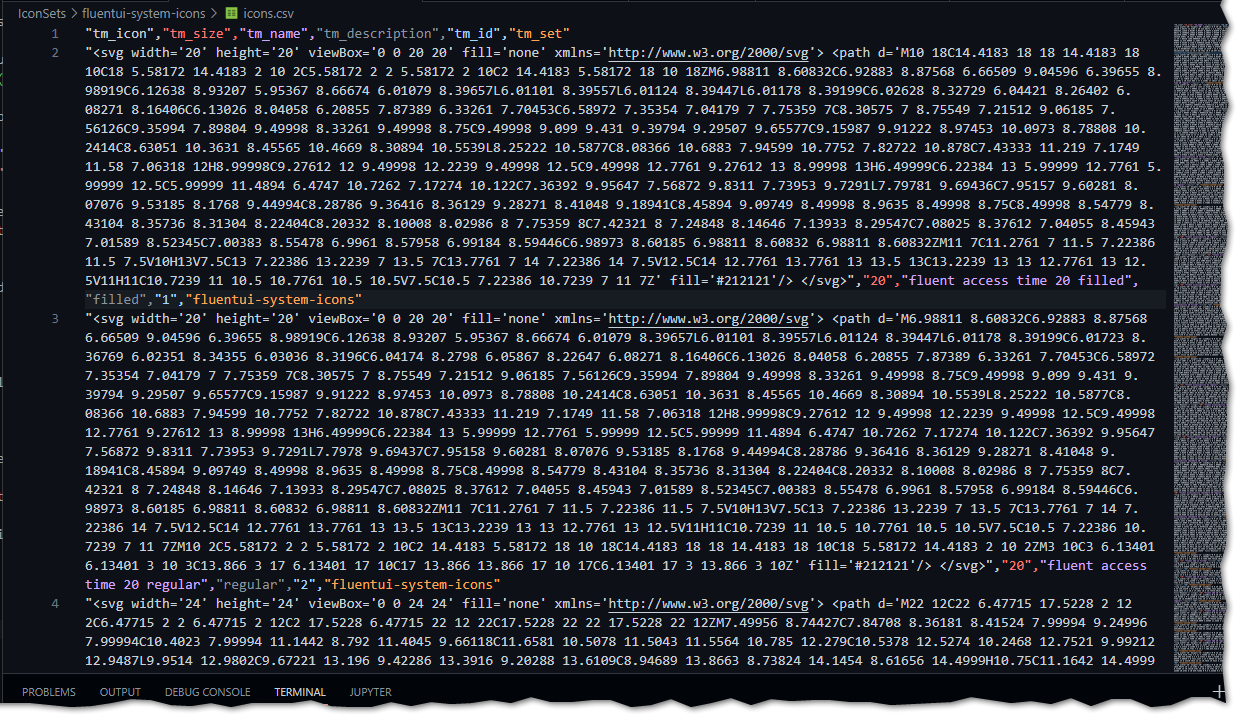 IconSets > fluentui-system-icons > icons.csv
1 "tm_icon","tm_size","tm_name","tm_description","tm_id","tm_set"
2 "<svg width='20' height='20' viewBox='0 0 20 20' fill='none' xmlns='http://www.w3.org/2000/svg'> <path d='M10 18C14.4183 18 18 14.4183 18
10C18 5.58172 14.4183 2 10 2C5.58172 2 2 5.58172 2 10C2 14.4183 5.58172 18 10 18ZM6.98811 8.60832C6.92883 8.87568 6.66509 9.04596 6.39655 8.
98919C6.12638 8.93207 5.95367 8.66674 6.01079 8.39657L6.01101 8.39557L6.01124 8.39447L6.01178 8.39199C6.02628 8.32729 6.04421 8.26402 6.
08271 8.16406C6.13026 8.04058 6.20855 7.87389 6.33261 7.70453C6.58972 7.35354 7.04179 7 7.75359 7C8.30575 7 8.75549 7.21512 9.06185 7.
56126C9.35994 7.89804 9.49998 8.33261 9.49998 8.75C9.49998 9.099 9.431 9.39794 9.29507 9.65577C9.15987 9.91222 8.97453 10.0973 8.78808 10.
2414C8.63051 10.3631 8.45565 10.4669 8.30894 10.5539L8.25222 10.5877C8.08366 10.6883 7.94599 10.7752 7.82722 10.878C7.43333 11.219 7.1749
11.58 7.06318 12H8.99998C9.27612 12 9.49998 12.2239 9.49998 12.5C9.49998 12.7761 9.27612 13 8.99998 13H6.49999C6.22384 13 5.99999 12.7761 5.
99999 12.5C5.99999 11.4894 6.4747 10.7262 7.17274 10.122C7.36392 9.95647 7.56872 9.8311 7.73953 9.7291L7.79781 9.69436C7.95157 9.60281 8.
07076 9.53185 8.1768 9.44994C8.28786 9.36416 8.36129 9.28271 8.41048 9.18941C8.45894 9.09749 8.49998 8.9635 8.49998 8.75C8.49998 8.54779 8.
43104 8.35736 8.31304 8.22404C8.20332 8.10008 8.02986 8 7.75359 8C7.42321 8 7.24848 8.14646 7.13933 8.29547C7.08025 8.37612 7.04055 8.45943
7.01589 8.52345C7.00383 8.55478 6.9961 8.57958 6.99184 8.59446C6.98973 8.60185 6.98811 8.60832 6.98811 8.60832ZM11 7C11.2761 7 11.5 7.22386
11.5 7.5V10H13V7.5C13 7.22386 13.2239 7 13.5 7C13.7761 7 14 7.22386 14 7.5V12.5C14 12.7761 13.7761 13 13.5 13C13.2239 13 13 12.7761 13 12.
5V11H11C10.7239 11 10.5 10.7761 10.5 10.5V7.5C10.5 7.22386 10.7239 7 11 7Z' fill='#212121'/> </svg>","20","fluent access time 20 filled",
"filled","1","fluentui-system-icons"
3 "<svg width='20' height='20' viewBox='0 0 20 20' fill='none' xmlns='http://www.w3.org/2000/svg'> <path d='M6.98811 8.60832C6.92883 8.87568
6.66509 9.04596 6.39655 8.98919C6.12638 8.93207 5.95367 8.66674 6.01079 8.39657L6.01101 8.39557L6.01124 8.39447L6.01178 8.39199C6.01723 8.
36769 6.02351 8.34355 6.03036 8.3196C6.04174 8.2798 6.05867 8.22647 6.08271 8.16406C6.13026 8.04058 6.20855 7.87389 6.33261 7.70453C6.58972
7.35354 7.04179 7 7.75359 7C8.30575 7 8.75549 7.21512 9.06185 7.56126C9.35994 7.89804 9.49998 8.33261 9.49998 8.75C9.49998 9.099 9.431 9.
39794 9.29507 9.65577C9.15987 9.91222 8.97453 10.0973 8.78808 10.2414C8.63051 10.3631 8.45565 10.4669 8.30894 10.5539L8.25222 10.5877C8.
08366 10.6883 7.94599 10.7752 7.82722 10.878C7.43333 11.219 7.1749 11.58 7.06318 12H8.99998C9.27612 12 9.49998 12.2239 9.49998 12.5C9.49998
12.7761 9.27612 13 8.99998 13H6.49999C6.22384 13 5.99999 12.7761 5.99999 12.5C5.99999 11.4894 6.4747 10.7262 7.17274 10.122C7.36392 9.95647
7.56872 9.8311 7.73953 9.7291L7.7978 9.69437C7.95158 9.60281 8.07076 9.53185 8.1768 9.44994C8.28786 9.36416 8.36129 9.28271 8.41048 9.
18941C8.45894 9.09749 8.49998 8.9635 8.49998 8.75C8.49998 8.54779 8.43104 8.35736 8.31304 8.22404C8.20332 8.10008 8.02986 8 7.75359 8C7.
42321 8 7.24848 8.14646 7.13933 8.29547C7.08025 8.37612 7.04055 8.45943 7.01589 8.52345C7.00383 8.55478 6.9961 8.57958 6.99184 8.59446C6.
98973 8.60185 6.98811 8.60832 6.98811 8.60832ZM11 7C11.2761 7 11.5 7.22386 11.5 7.5V10H13V7.5C13 7.22386 13.2239 7 13.5 7C13.7761 7 14 7.
22386 14 7.5V12.5C14 12.7761 13.7761 13 13.5 13C13.2239 13 13 12.7761 13 12.5V11H11C10.7239 11 10.5 10.7761 10.5 10.5V7.5C10.5 7.22386 10.
7239 7 11 7ZM10 2C5.58172 2 2 5.58172 2 10C2 14.4183 5.58172 18 10 18C14.4183 18 18 14.4183 18 10C18 5.58172 14.4183 2 10 2ZM3 10C3 6.13401
6.13401 3 10 3C13.866 3 17 6.13401 17 10C17 13.866 13.866 17 10 17C6.13401 17 3 13.866 3 10Z' fill='#212121'/> </svg>","20","fluent access
time 20 regular","regular","2","fluentui-system-icons"
4 "<svg width='24' height='24' viewBox='0 0 24 24' fill='none' xmlns='http://www.w3.org/2000/svg'> <path d='M22 12C22 6.47715 17.5228 2 12
2C6.47715 2 2 6.47715 2 12C2 17.5228 6.47715 22 12 22C17.5228 22 22 17.5228 22 12ZM7.49956 8.74427C7.84708 8.36181 8.41524 7.99994 9.24996
7.99994C10.4023 7.99994 11.1442 8.792 11.4045 9.66118C11.6581 10.5078 11.5043 11.5564 10.785 12.279C10.5378 12.5274 10.2468 12.7521 9.99212
12.9487L9.9514 12.9802C9.67221 13.196 9.42286 13.3916 9.20288 13.6109C8.94689 13.8663 8.73824 14.1454 8.61656 14.4999H10.75C11.1642 14.4999
PROBLEMS OUTPUT DEBUG CONSOLE TERMINAL JUPYTER